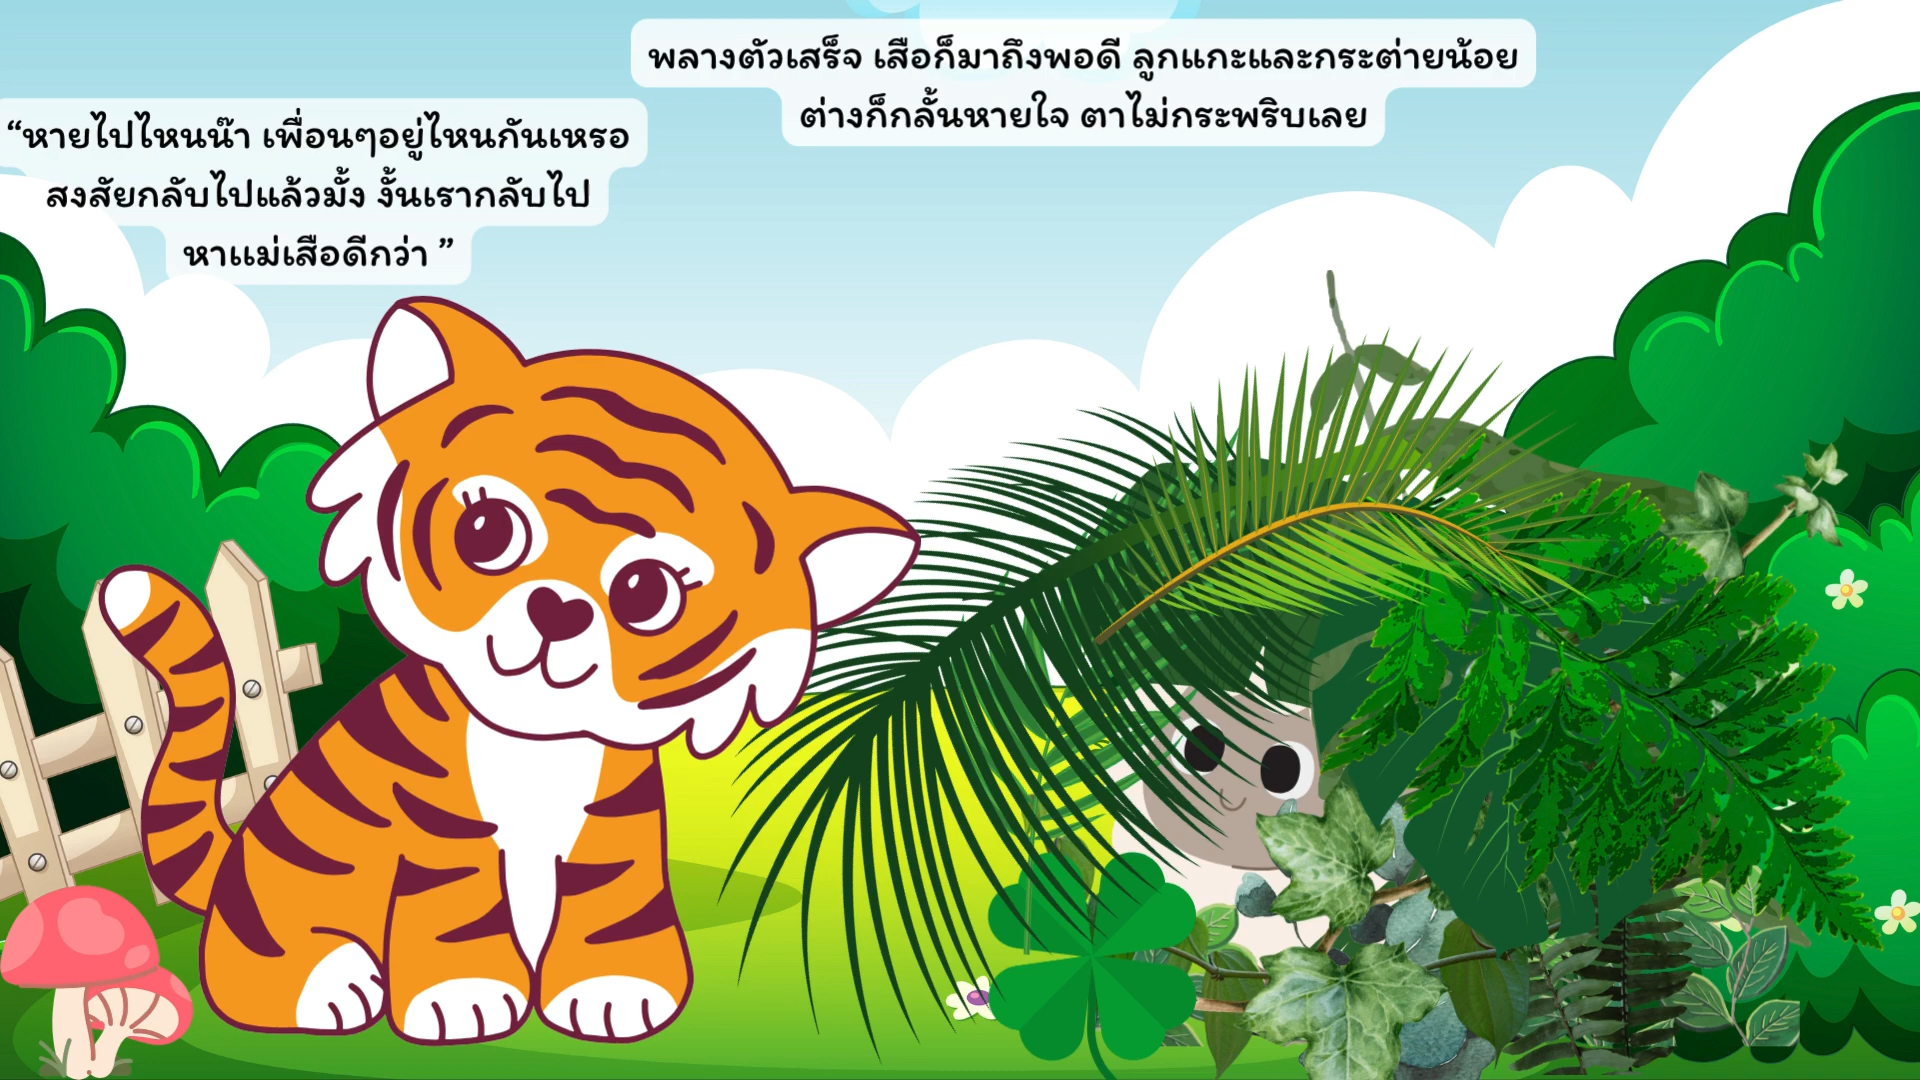 พลางตัวเสร็จ เสือก็มาถึงพอดี ลูกแกะและกระต่ายน้อย
ต่างก็กลั้นหายใจ ตาไม่กระพริบเลย
“หายไปไหนน๊า เพื่อนๆอยู่ไหนกันเหรอ
สงสัยกลับไปแล้วมั้ง งั้นเรากลับไป
หาแม่เสือดีกว่า ”